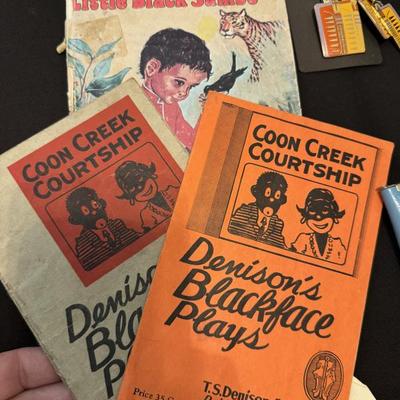 Little Black Sambo
COON CREEK
COURTSHIP
Denison's
COON CREEK
COURTSHIP
Denison's
Blackface
Plays
T.S. Denison
Price 35